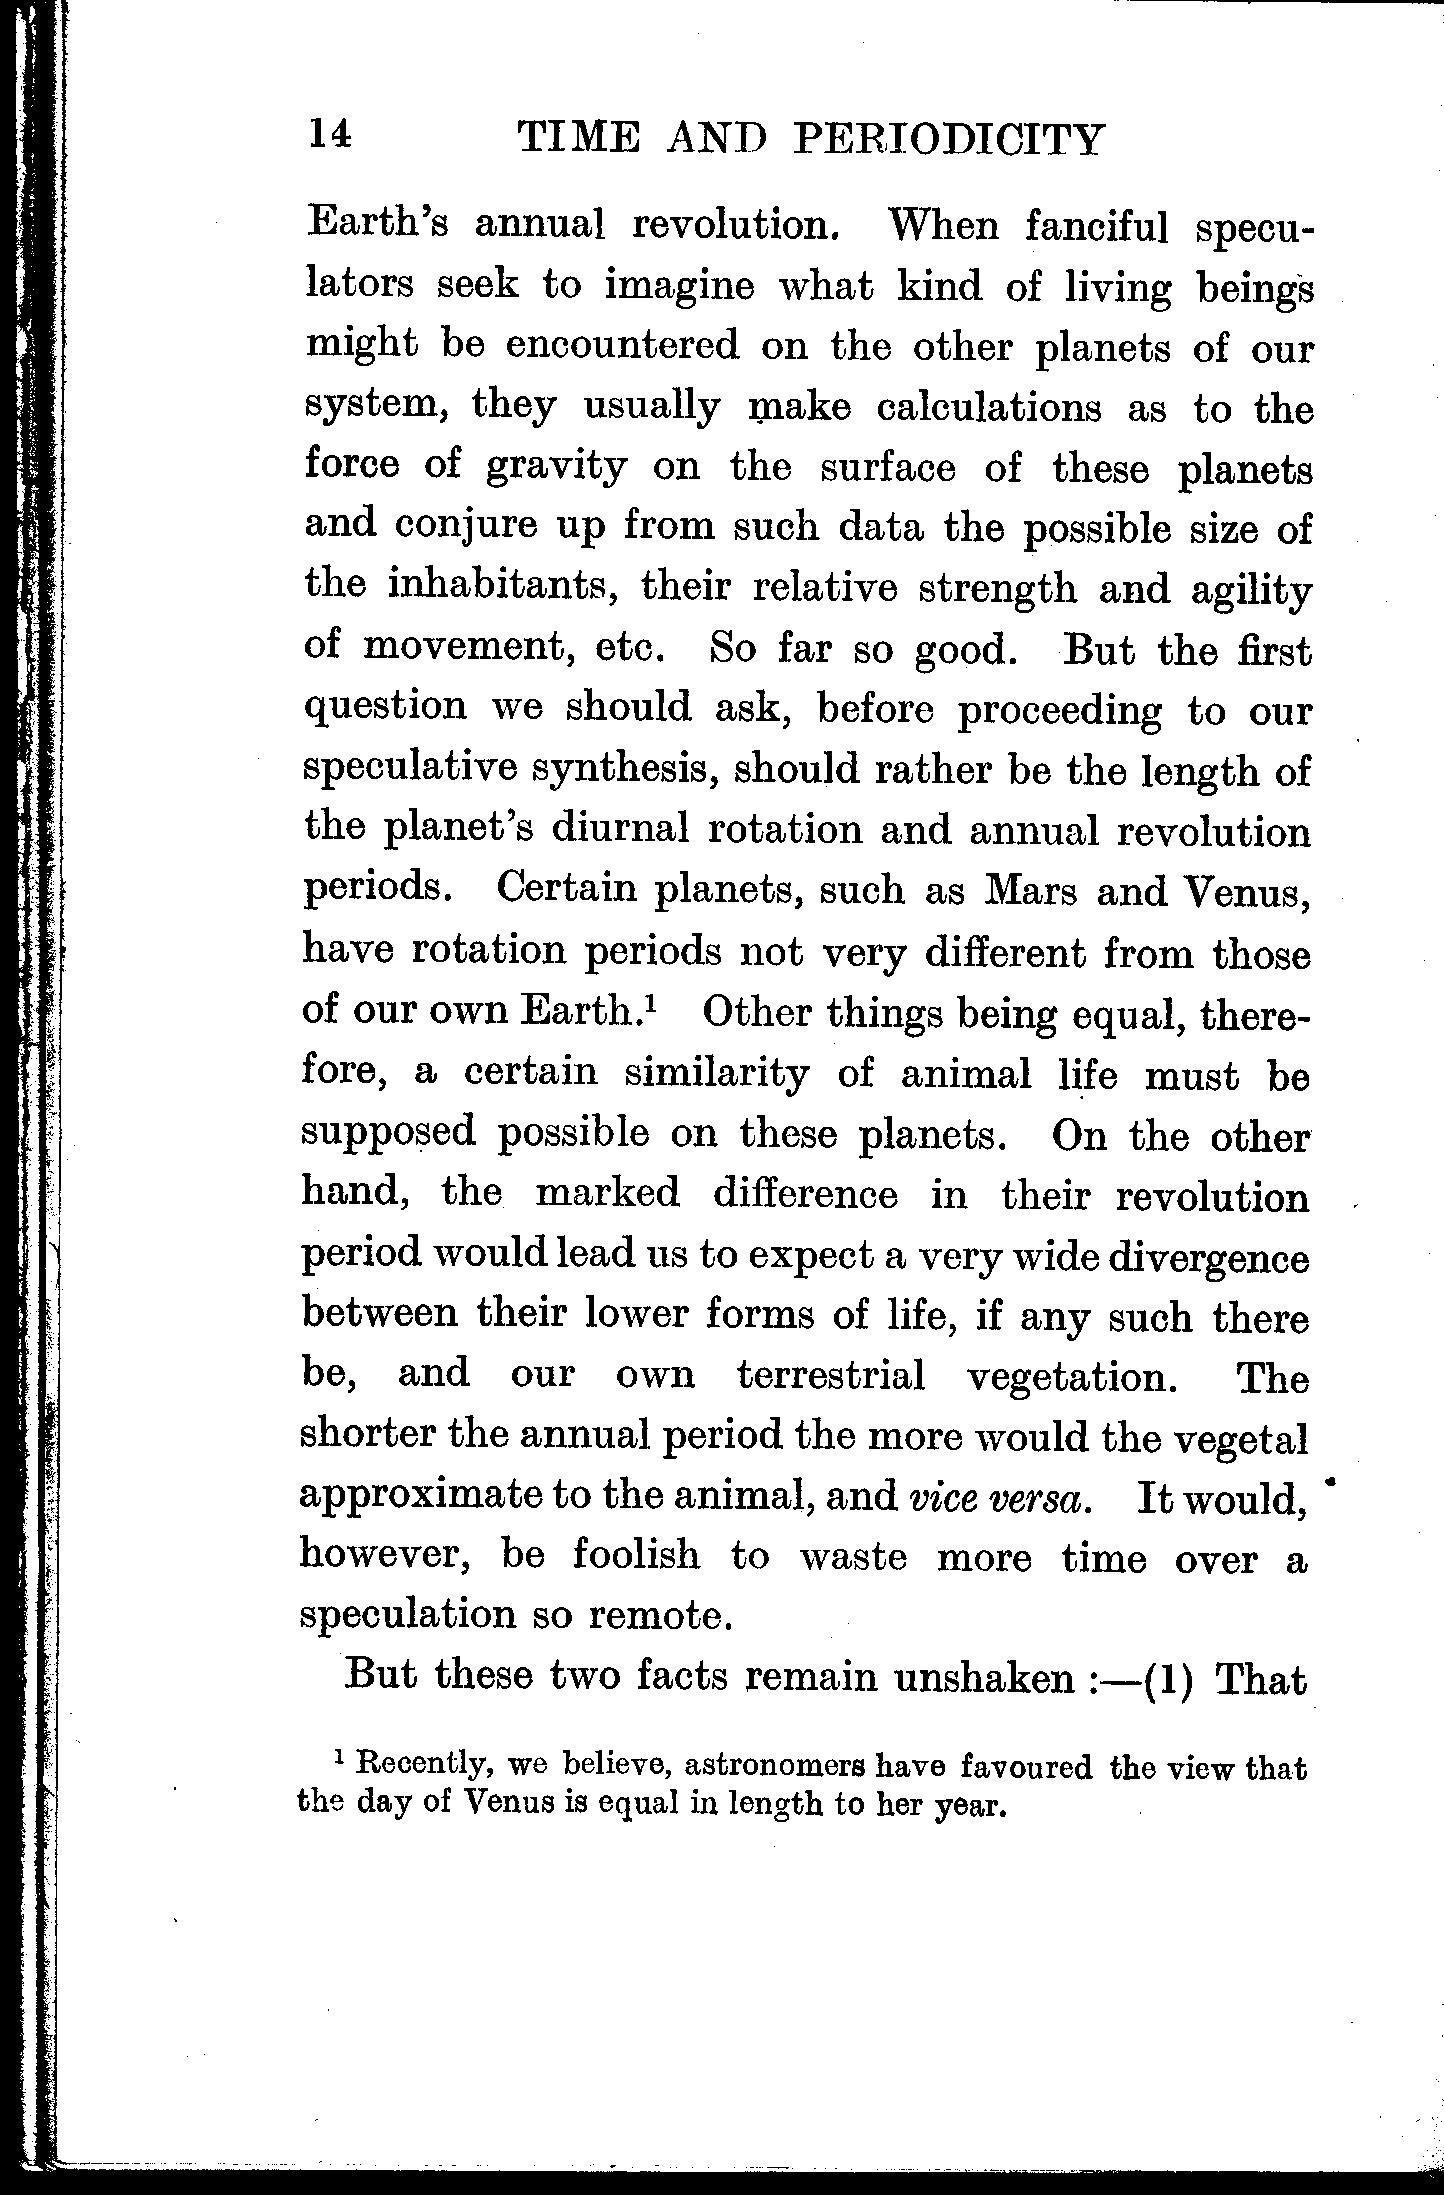 14 TIME AND PERIODICITY
Earth's annual revolution. When fanciful specu-
lators seek to imagine what kind of living beings
might be encountered on the other planets of our
system, they usually make calculations as to the
force of gravity on the surface of these planets
and conjure up from such data the possible size of
the inhabitants, their relative strength and agility
of movement, etc. So far so good. But the first
question we should ask, before proceeding to our
speculative synthesis, should rather be the length of
the planet's diurnal rotation and annual revolution
periods. Certain planets, such as Mars and Venus,
have rotation periods not very different from those
of our own Earth.¹ Other things being equal, there-
fore, a certain similarity of animal life must be
supposed possible on these planets. On the other
hand, the marked difference in their revolution
period would lead us to expect a very wide divergence
between their lower forms of life, if any such there
be, and our own terrestrial vegetation. The
shorter the annual period the more would the vegetal
approximate to the animal, and vice versa. It would,
however, be foolish to waste more time over a
speculation so remote.
But these two facts remain unshaken :—(1) That
¹ Recently, we believe, astronomers have favoured the view that
the day of Venus is equal in length to her year.